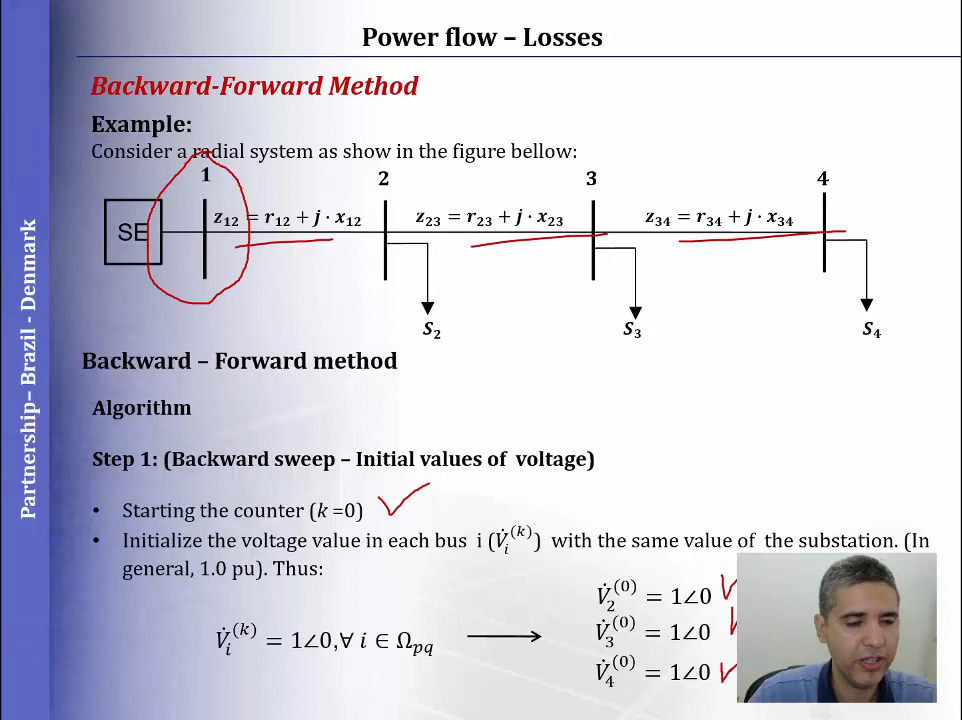 Power flow – Losses
Backward-Forward Method
Example:
Consider a radial system as show in the figure bellow:
1 2 3 4
SE z₁₂ = r₁₂ + j · x₁₂ z₂₃ = r₂₃ + j · x₂₃ z₃₄ = r₃₄ + j · x₃₄
S₂ S₃ S₄
Backward – Forward method
Algorithm
Step 1: (Backward sweep – Initial values of voltage)
• Starting the counter (k =0)
• Initialize the voltage value in each bus i (V̇ᵢ⁽ᵏ⁾) with the same value of the substation. (In
general, 1.0 pu). Thus:
V̇₂⁽⁰⁾ = 1∠0
V̇ᵢ⁽ᵏ⁾ = 1∠0,∀ i ∈ Ω_pq → V̇₃⁽⁰⁾ = 1∠0
V̇₄⁽⁰⁾ = 1∠0
Partnership– Brazil - Denmark